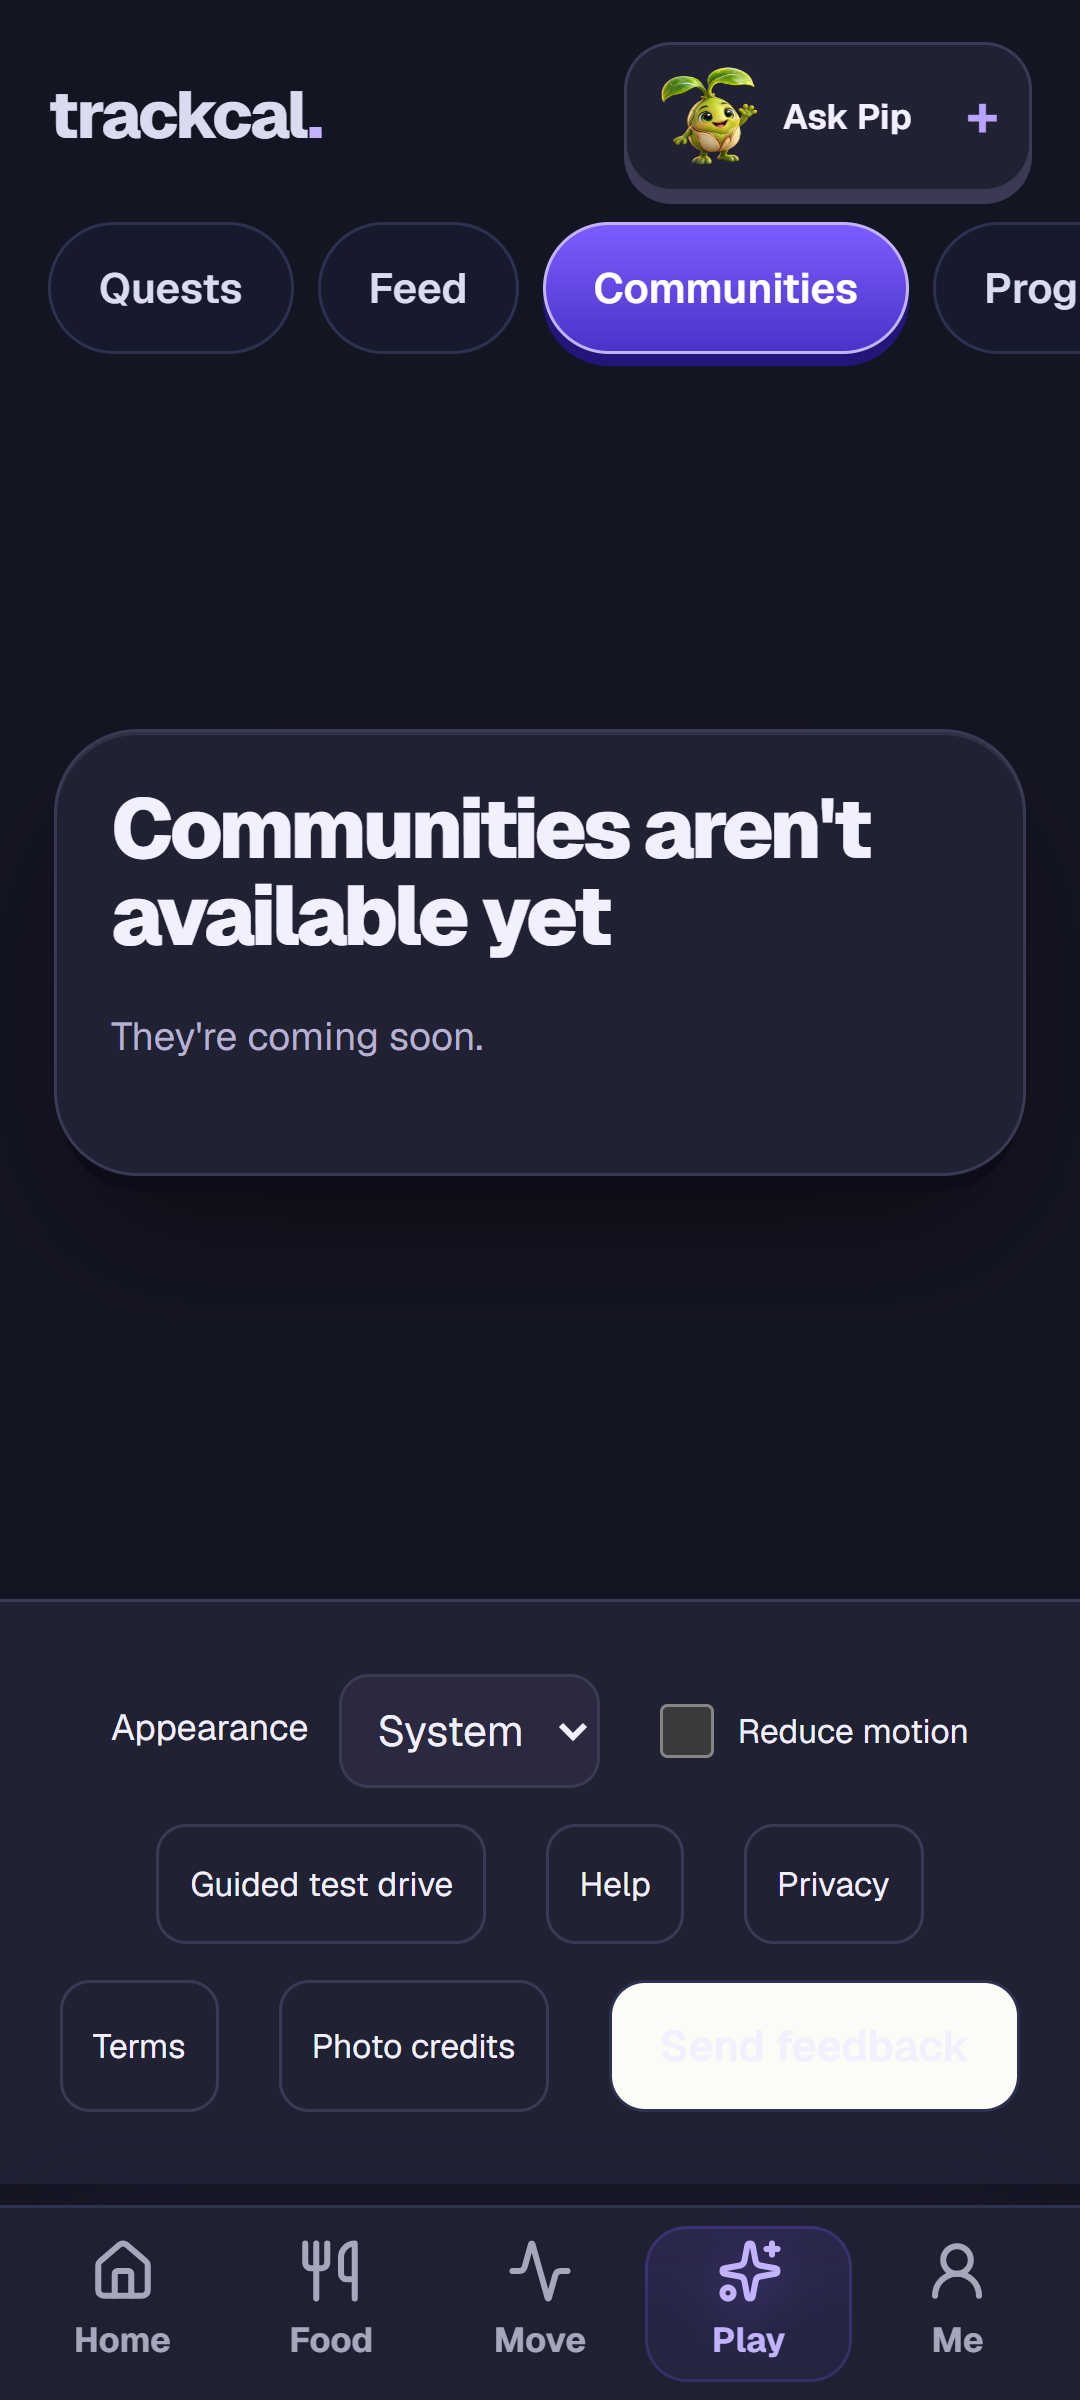 trackcal.
Ask Pip +
Quests Feed Communities Prog
Communities aren't
available yet
They're coming soon.
Appearance System Reduce motion
Guided test drive Help Privacy
Terms Photo credits Send feedback
Home Food Move Play Me